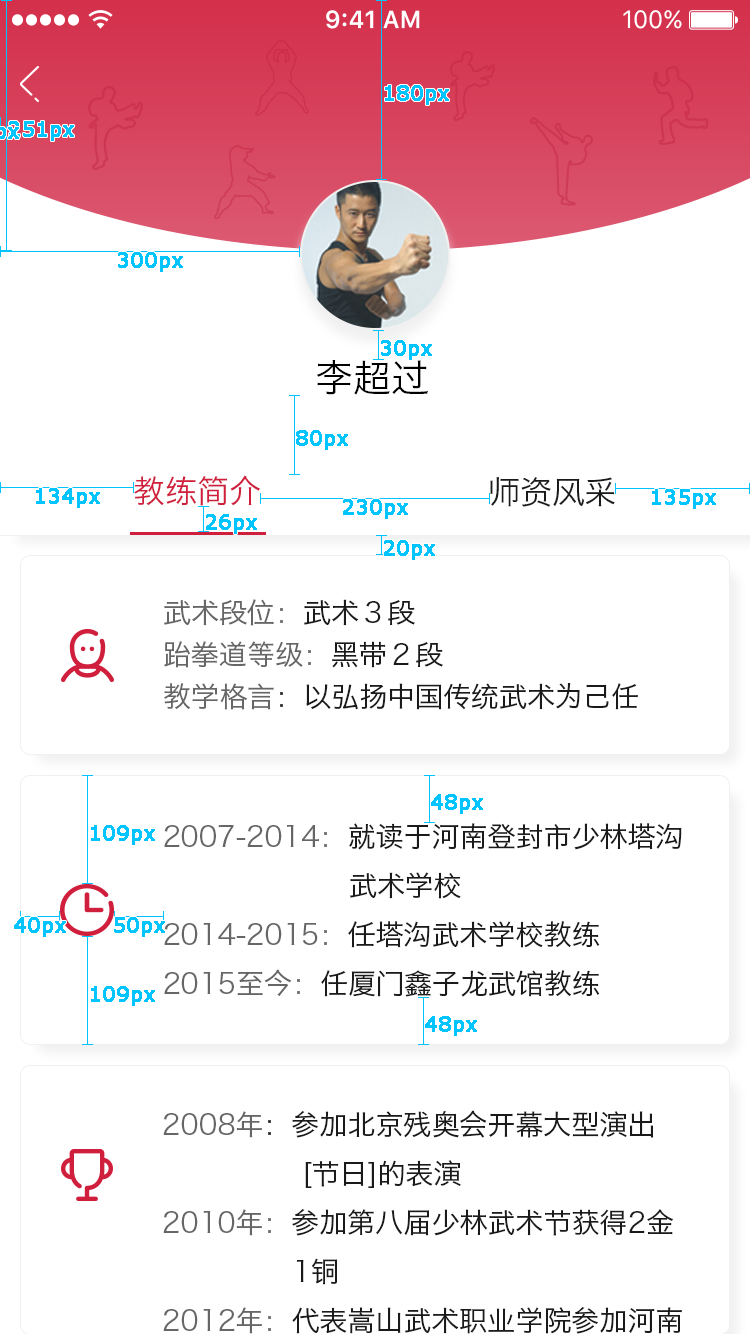 9:41 AM 100%
180px
px251px
300px
30px
李超过
80px
134px 教练简介 230px 师资风采 135px
26px
20px
武术段位：武术３段
跆拳道等级：黑带２段
教学格言：以弘扬中国传统武术为己任
48px
109px 2007-2014：就读于河南登封市少林塔沟
武术学校
40px 50px 2014-2015：任塔沟武术学校教练
109px 2015至今：任厦门鑫子龙武馆教练
48px
2008年：参加北京残奥会开幕大型演出
[节日]的表演
2010年：参加第八届少林武术节获得2金
1铜
2012年：代表嵩山武术职业学院参加河南